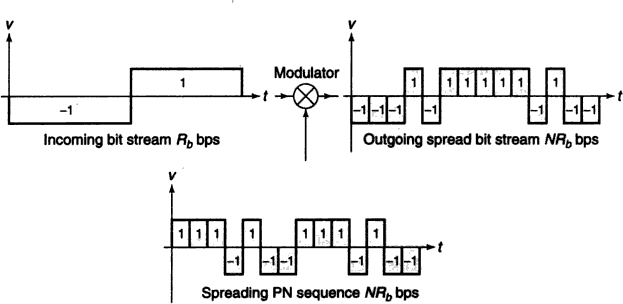 v
v
1
Modulator
1
1 1 1 1 1
1
t
t
−1
−1 −1 −1
−1
−1
−1 −1
Incoming bit stream R_b bps
Outgoing spread bit stream NR_b bps
v
1 1 1
1
1 1 1
1
t
−1
−1 −1
−1
−1 −1
Spreading PN sequence NR_b bps